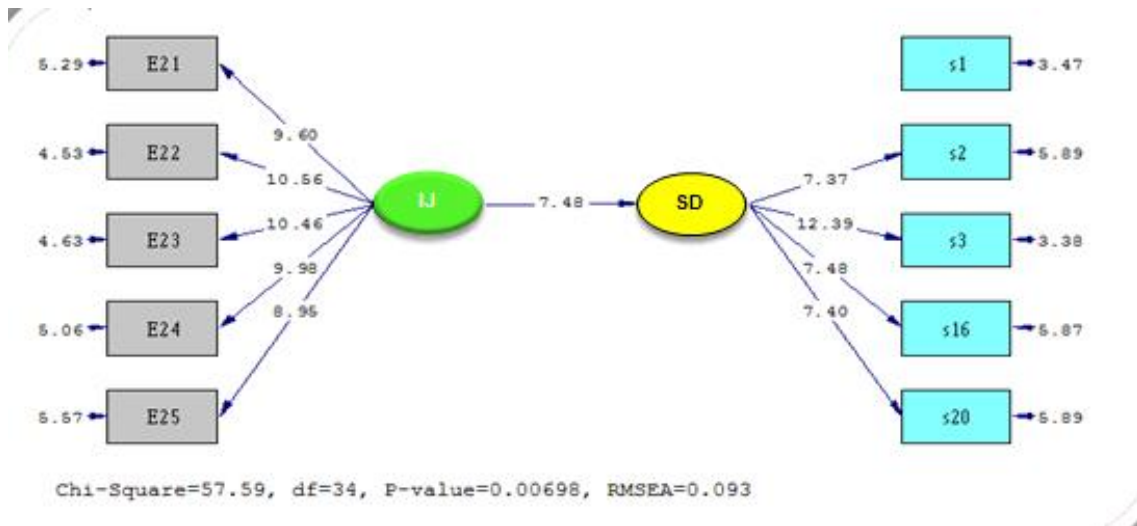 5.29 E21 s1 3.47
9.60
4.53 E22 s2 5.89
10.56 7.37
IJ 7.48 SD
4.63 E23 10.46 12.39 s3 3.38
9.98 7.48
8.95 7.40
5.06 E24 s16 5.87
5.57 E25 s20 5.89
Chi-Square=57.59, df=34, P-value=0.00698, RMSEA=0.093